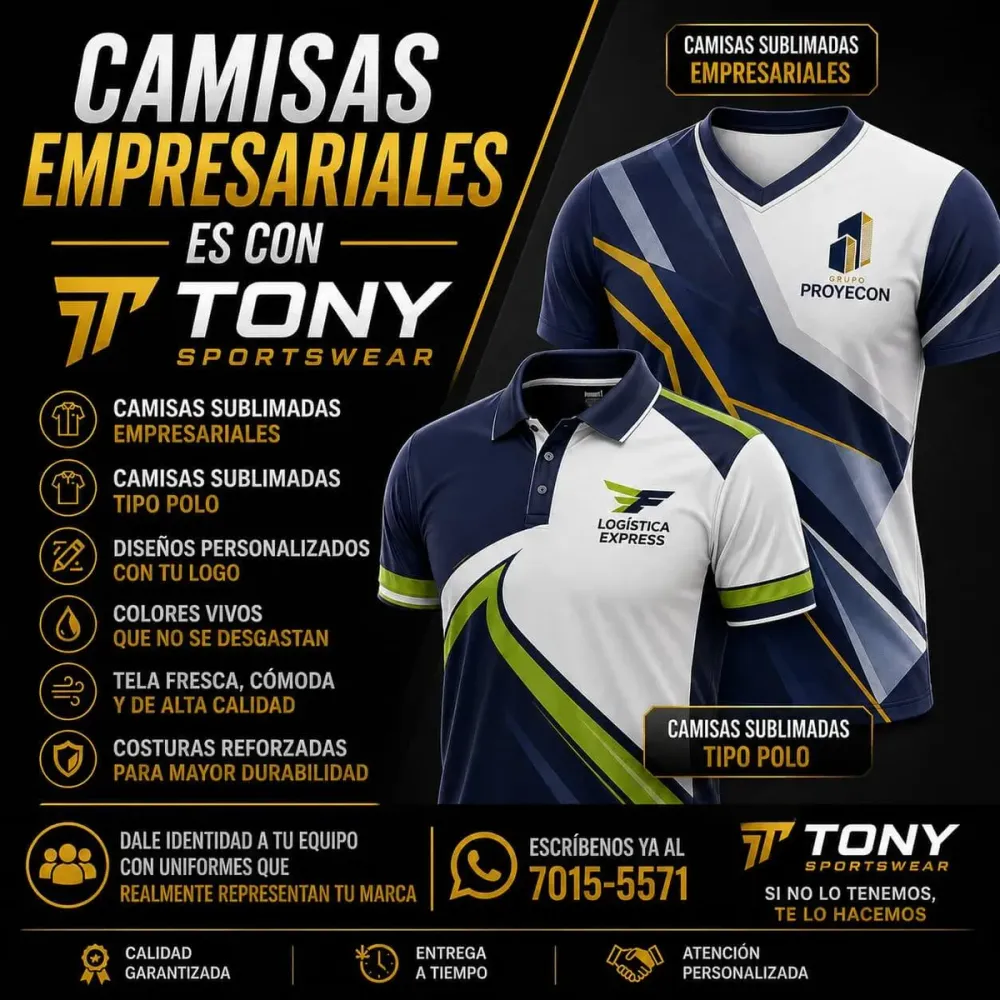 CAMISAS
EMPRESARIALES
ES CON
TONY
SPORTSWEAR
CAMISAS SUBLIMADAS
EMPRESARIALES
CAMISAS SUBLIMADAS
TIPO POLO
DISEÑOS PERSONALIZADOS
CON TU LOGO
COLORES VIVOS
QUE NO SE DESGASTAN
TELA FRESCA, CÓMODA
Y DE ALTA CALIDAD
COSTURAS REFORZADAS
PARA MAYOR DURABILIDAD
CAMISAS SUBLIMADAS
EMPRESARIALES
GRUPO
PROYECON
LOGÍSTICA
EXPRESS
CAMISAS SUBLIMADAS
TIPO POLO
DALE IDENTIDAD A TU EQUIPO
CON UNIFORMES QUE
REALMENTE REPRESENTAN TU MARCA
ESCRÍBENOS YA AL
7015-5571
TONY
SPORTSWEAR
SI NO LO TENEMOS,
TE LO HACEMOS
CALIDAD
GARANTIZADA
ENTREGA
A TIEMPO
ATENCIÓN
PERSONALIZADA